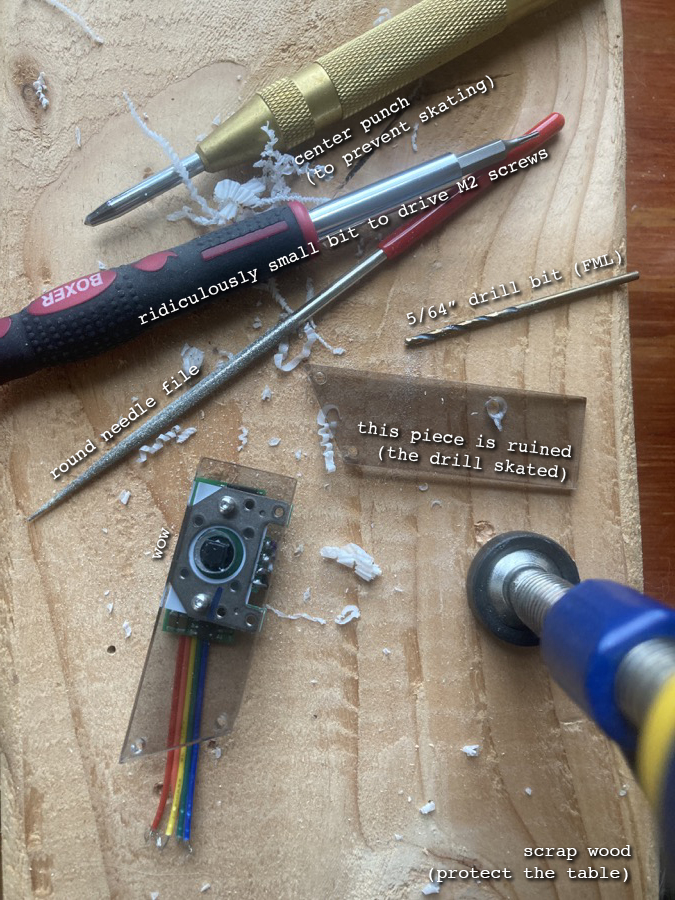 center punch
(to prevent skating)
ridiculously small bit to drive M2 screws
BOXER
5/64” drill bit (FML)
round needle file
this piece is ruined
(the drill skated)
wow
scrap wood
(protect the table)